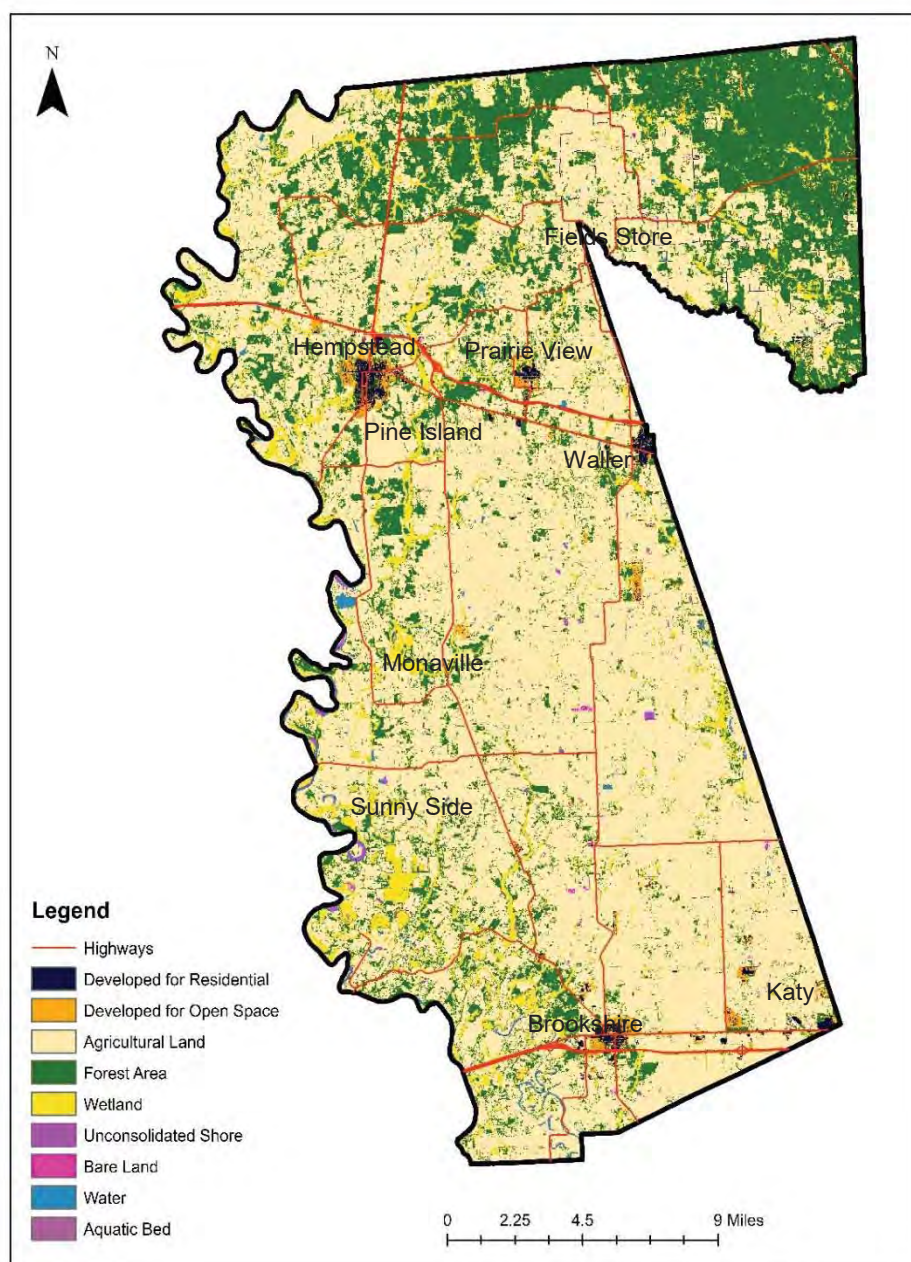 N
Fields Store
Hempstead
Prairie View
Pine Island
Waller
Monaville
Sunny Side
Katy
Brookshire
Legend
Highways
Developed for Residential
Developed for Open Space
Agricultural Land
Forest Area
Wetland
Unconsolidated Shore
Bare Land
Water
Aquatic Bed
0 2.25 4.5 9 Miles